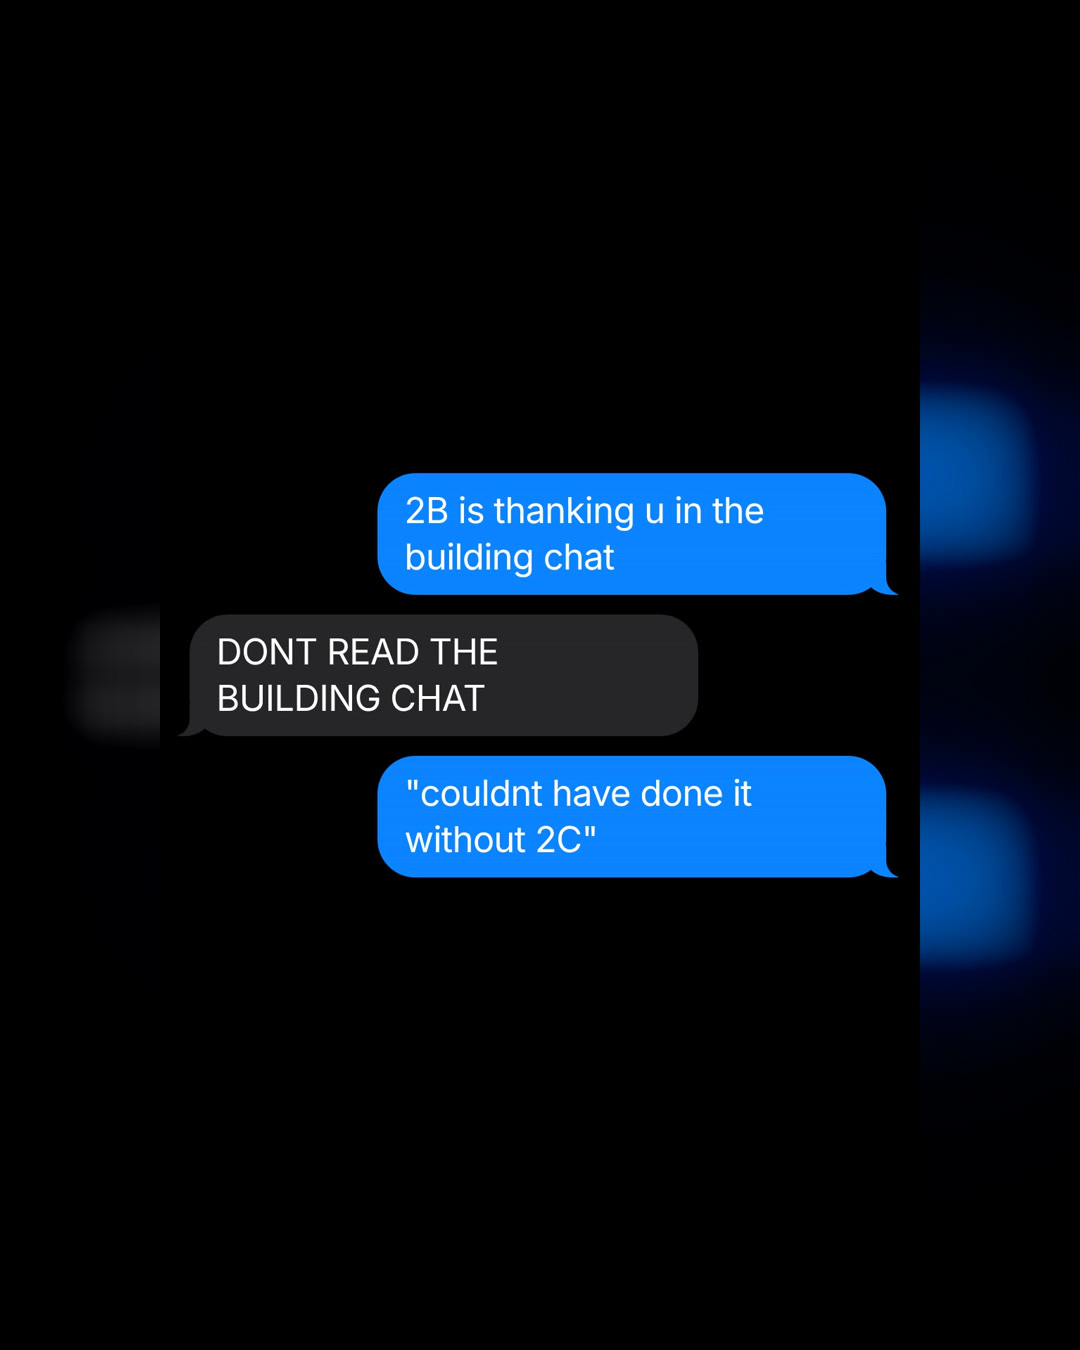 2B is thanking u in the
building chat
DONT READ THE
BUILDING CHAT
"couldnt have done it
without 2C"